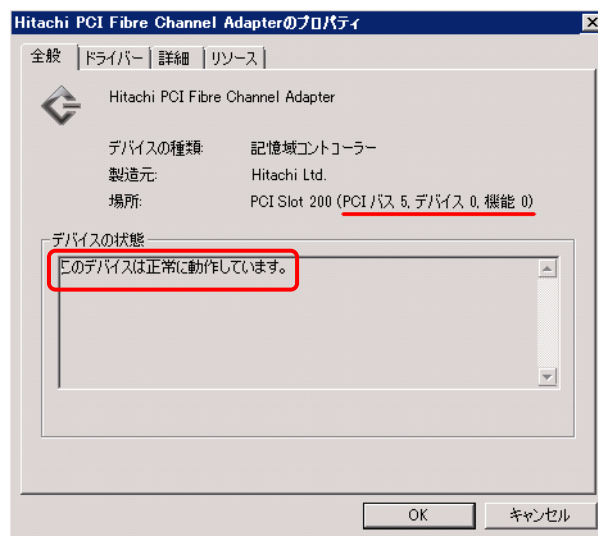 Hitachi PCI Fibre Channel Adapterのプロパティ
全般 ドライバー 詳細 リソース
Hitachi PCI Fibre Channel Adapter
デバイスの種類: 記憶域コントローラー
製造元: Hitachi Ltd.
場所: PCI Slot 200 (PCI バス 5, デバイス 0, 機能 0)
デバイスの状態
このデバイスは正常に動作しています。
OK キャンセル